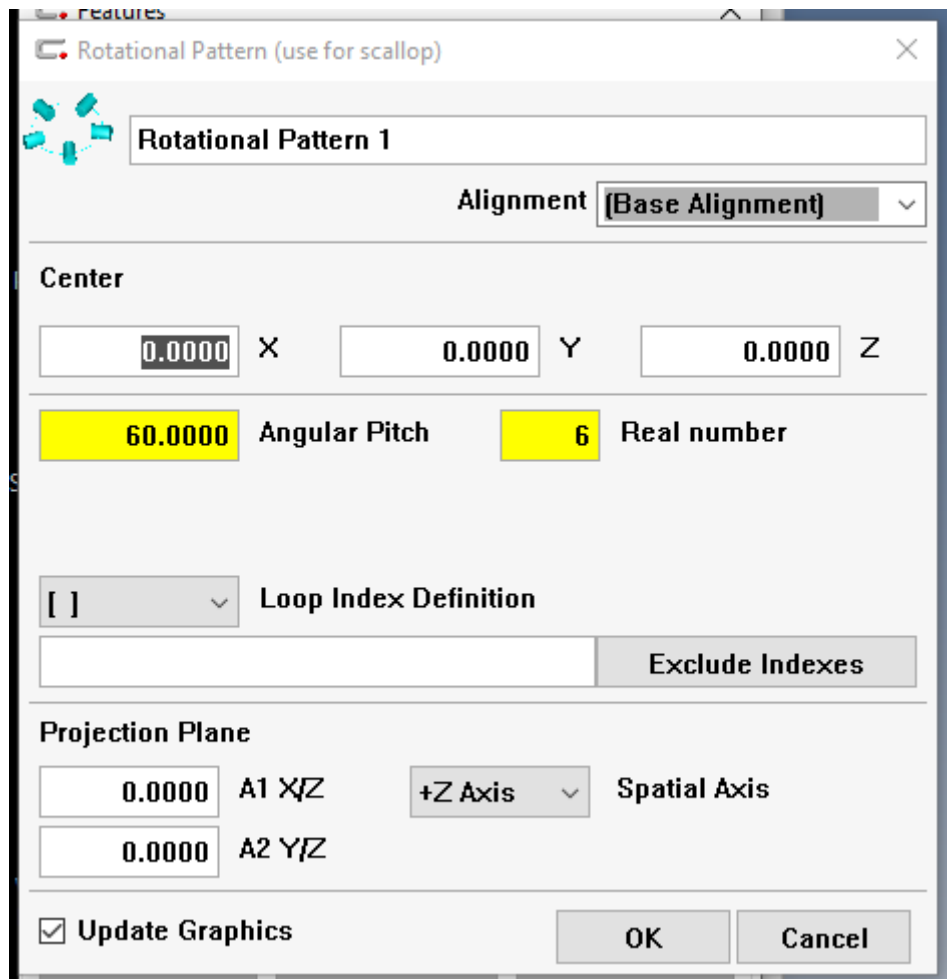 Features
Rotational Pattern (use for scallop)
Rotational Pattern 1
Alignment (Base Alignment)
Center
0.0000 X 0.0000 Y 0.0000 Z
60.0000 Angular Pitch 6 Real number
[ ] Loop Index Definition
Exclude Indexes
Projection Plane
0.0000 A1 X/Z +Z Axis Spatial Axis
0.0000 A2 Y/Z
Update Graphics OK Cancel